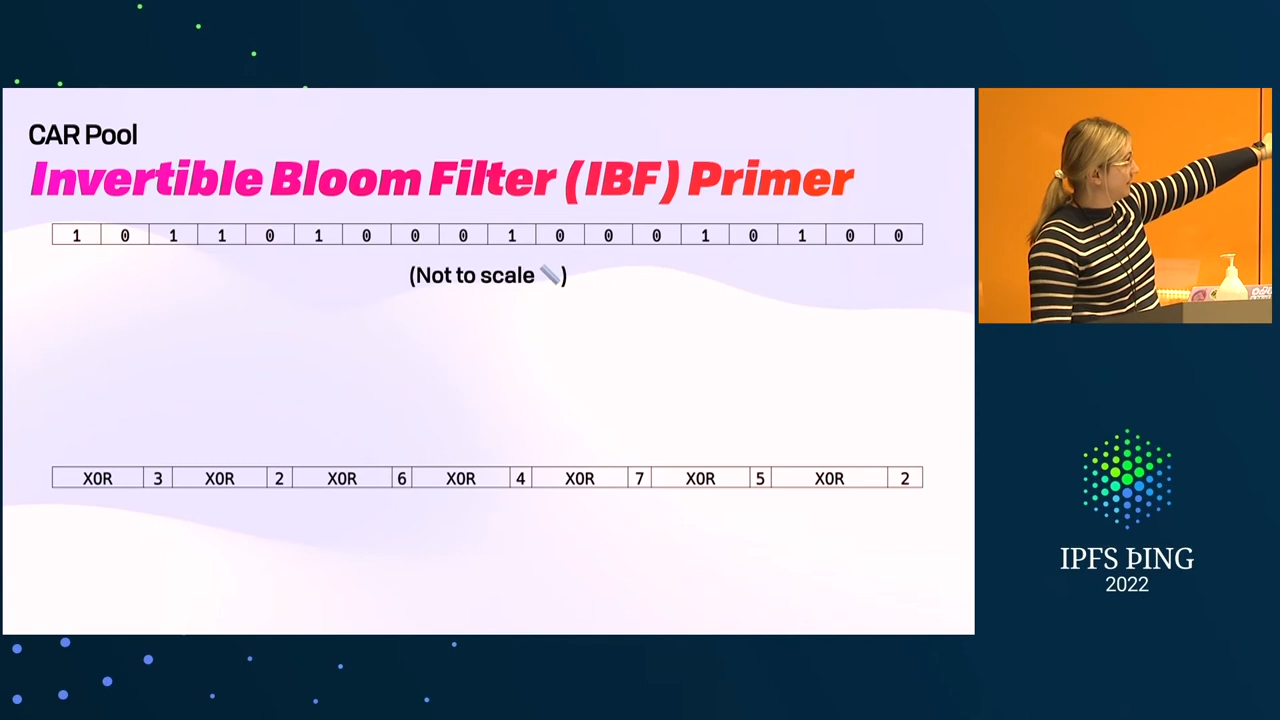 CAR Pool
Invertible Bloom Filter (IBF) Primer
1 0 1 1 0 1 0 0 0 1 0 0 0 1 0 1 0 0
(Not to scale 📏)
XOR 3 XOR 2 XOR 6 XOR 4 XOR 7 XOR 5 XOR 2
IPFS ÞING
2022